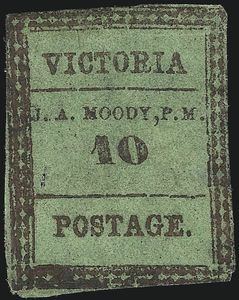 VICTORIA
J. A. MOODY, P.M.
10
POSTAGE.